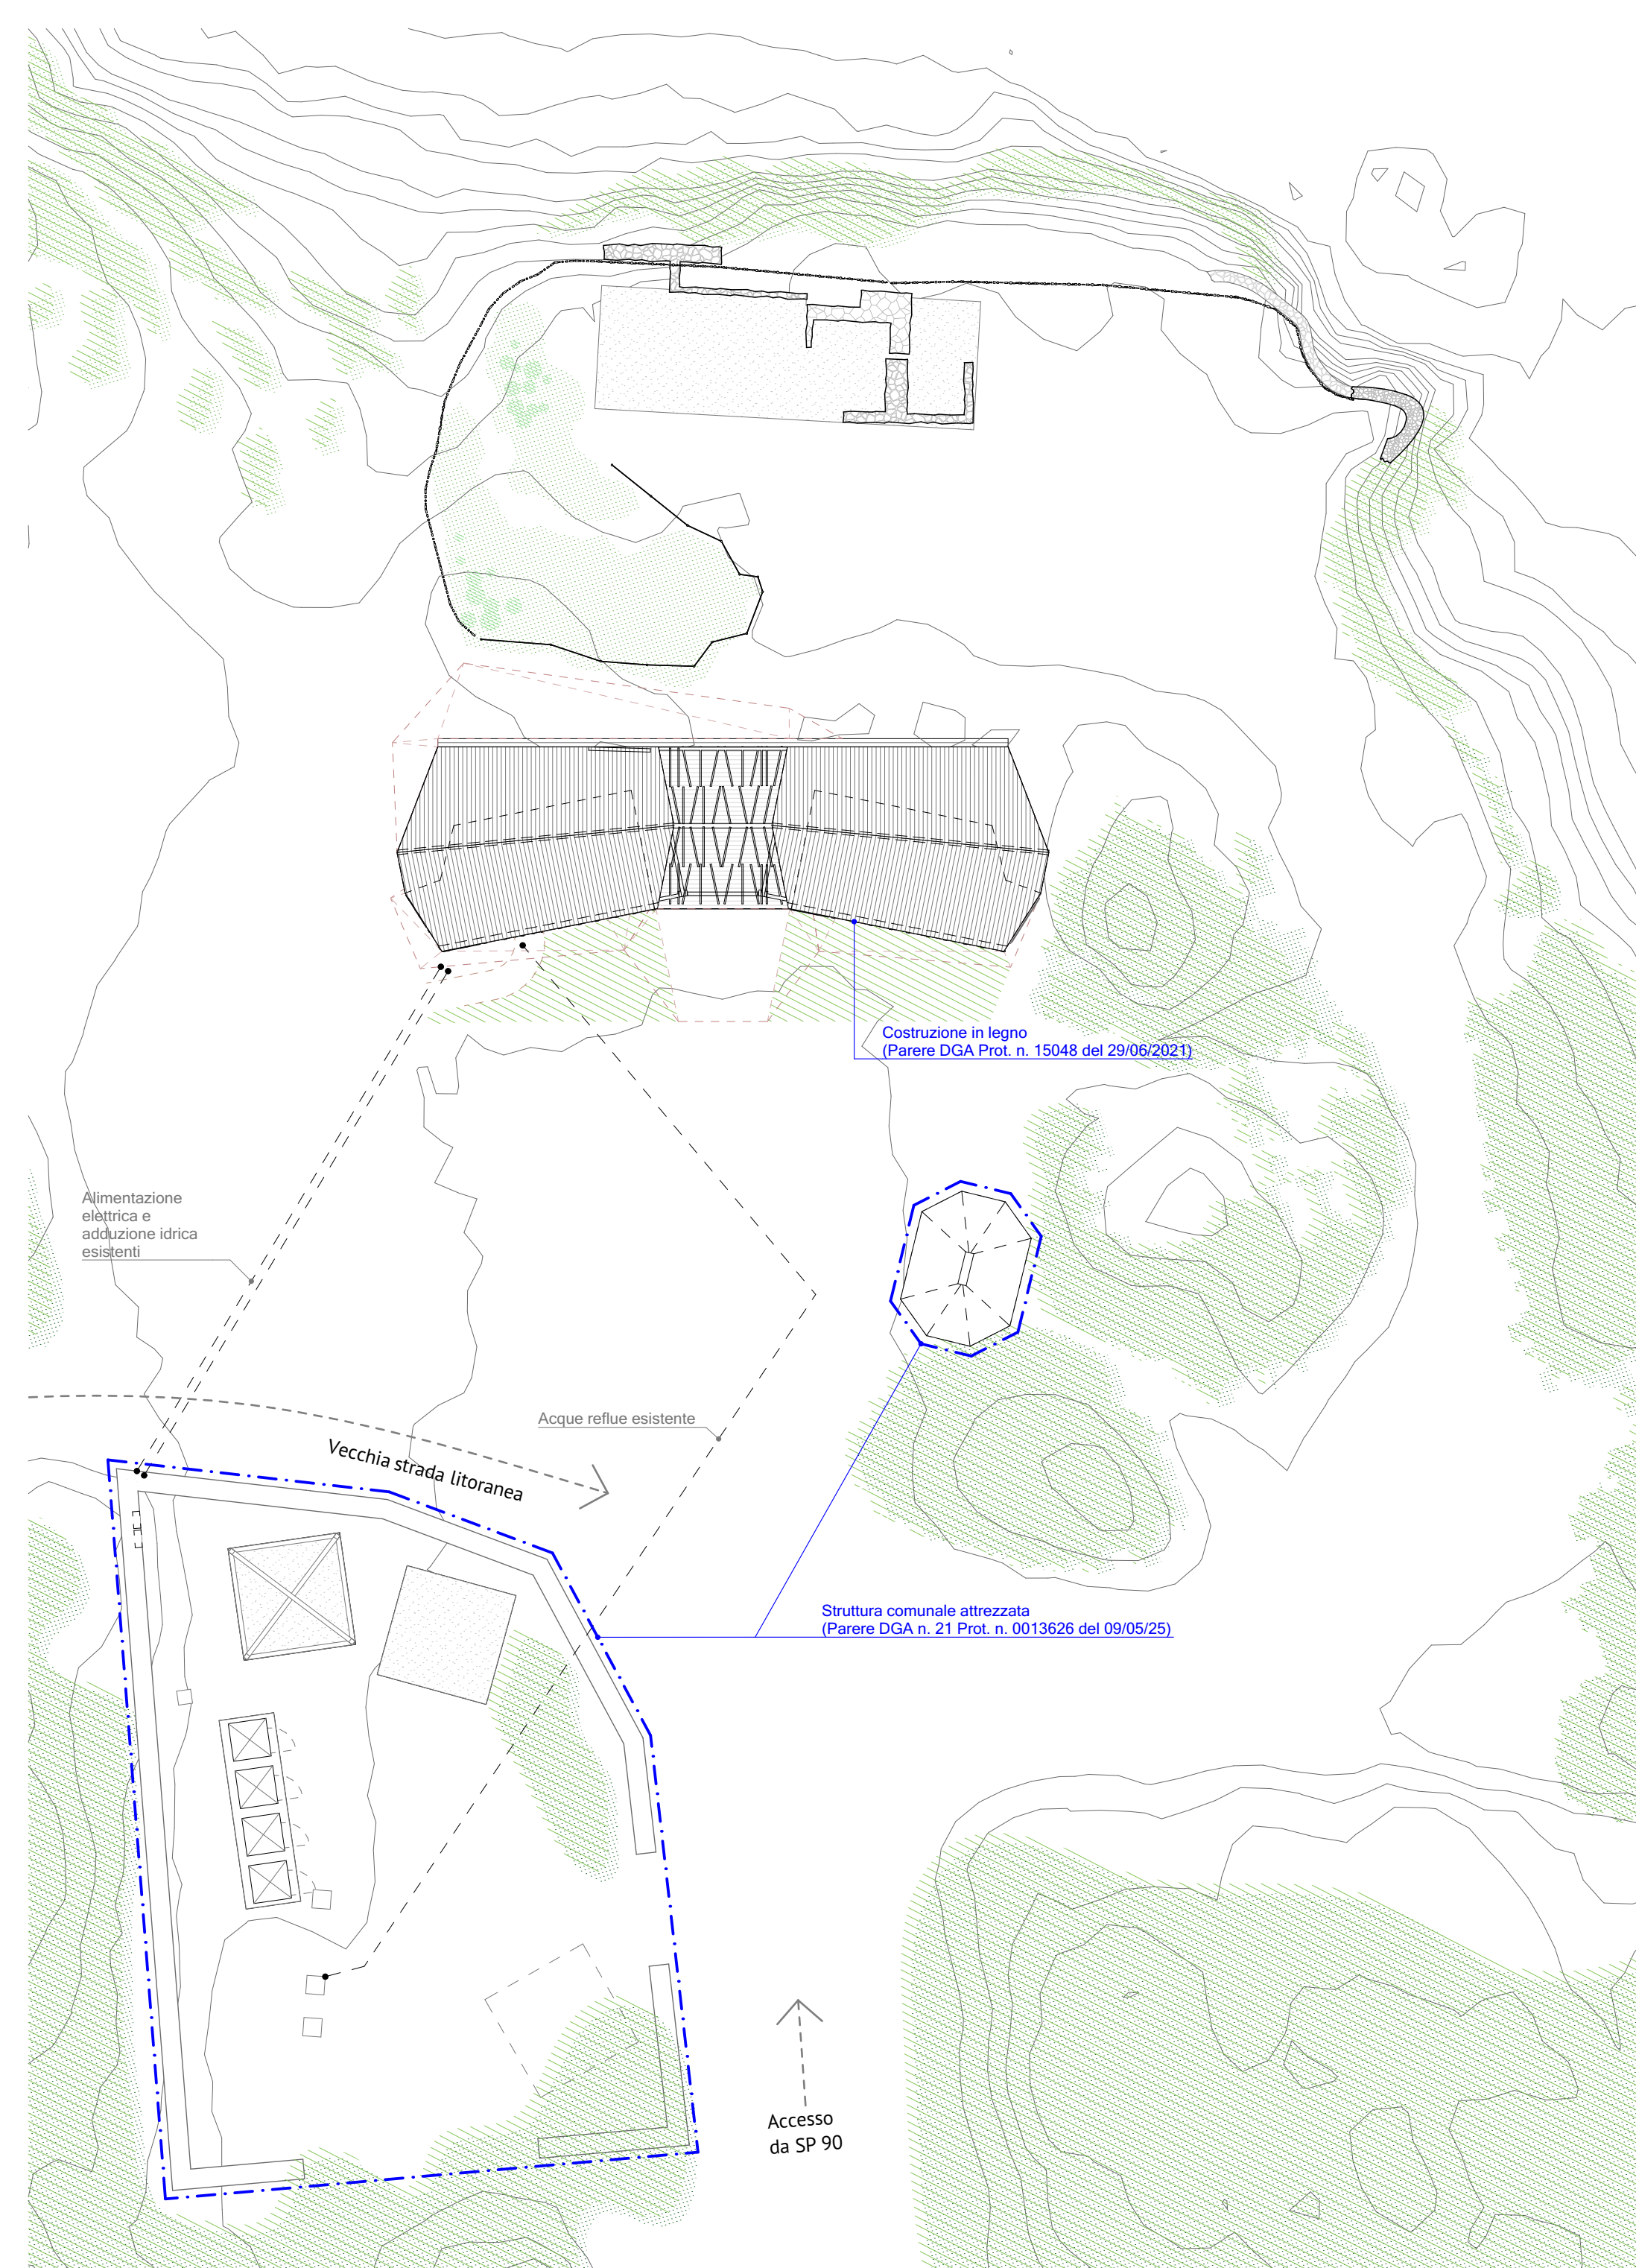 Costruzione in legno
(Parere DGA Prot. n. 15048 del 29/06/2021)
Alimentazione
elettrica e
adduzione idrica
esistenti
Acque reflue esistente
Vecchia strada litoranea
Struttura comunale attrezzata
(Parere DGA n. 21 Prot. n. 0013626 del 09/05/25)
Accesso
da SP 90